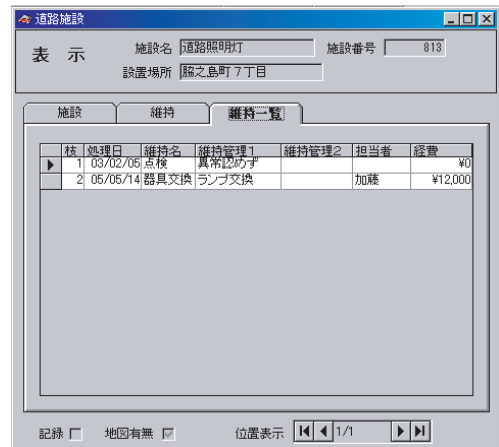 道路施設
表 示 施設名 道路照明灯 施設番号 813
設置場所 脇之島町7丁目
施設 維持 維持一覧
枝 処理日 維持名 維持管理1 維持管理2 担当者 経費
1 03/02/05 点検 異常認めず ¥0
2 05/05/14 器具交換 ランプ交換 加藤 ¥12,000
記録 地図有無 位置表示 1/1